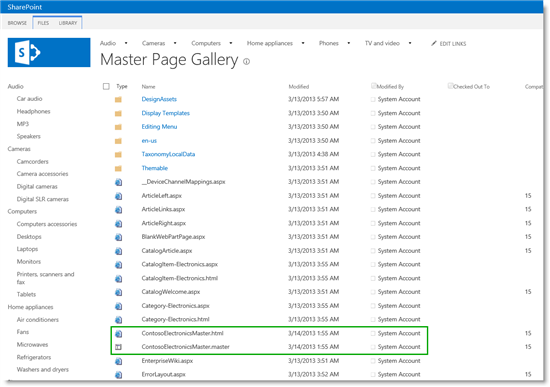 SharePoint
BROWSE FILES LIBRARY
Audio Cameras Computers Home appliances Phones TV and video EDIT LINKS
Master Page Gallery
Type Name Modified Modified By Checked Out To Compat
DesignAssets 3/13/2013 5:57 AM System Account
Display Templates 3/13/2013 3:50 AM System Account
Editing Menu 3/13/2013 3:50 AM System Account
en-us 3/13/2013 3:50 AM System Account
TaxonomyLocalData 3/13/2013 4:38 AM System Account
Themable 3/13/2013 3:51 AM System Account
__DeviceChannelMappings.aspx 3/13/2013 3:51 AM System Account
ArticleLeft.aspx 3/13/2013 3:51 AM System Account 15
ArticleLinks.aspx 3/13/2013 3:51 AM System Account 15
ArticleRight.aspx 3/13/2013 3:51 AM System Account 15
BlankWebPartPage.aspx 3/13/2013 3:51 AM System Account 15
CatalogArticle.aspx 3/13/2013 3:51 AM System Account 15
CatalogItem-Electronics.aspx 3/13/2013 3:52 AM System Account
CatalogItem-Electronics.html 3/13/2013 3:52 AM System Account
CatalogWelcome.aspx 3/13/2013 3:51 AM System Account 15
Category-Electronics.aspx 3/13/2013 3:52 AM System Account
Category-Electronics.html 3/13/2013 3:52 AM System Account
ContosoElectronicsMaster.html 3/14/2013 1:55 AM System Account 15
ContosoElectronicsMaster.master 3/14/2013 1:55 AM System Account 15
EnterpriseWiki.aspx 3/13/2013 3:51 AM System Account
ErrorLayout.aspx 3/13/2013 3:51 AM System Account 15
Audio
Car audio
Headphones
MP3
Speakers
Cameras
Camcorders
Camera accessories
Digital cameras
Digital SLR cameras
Computers
Computers accessories
Desktops
Laptops
Monitors
Printers, scanners and
fax
Tablets
Home appliances
Air conditioners
Fans
Microwaves
Refrigerators
Washers and dryers